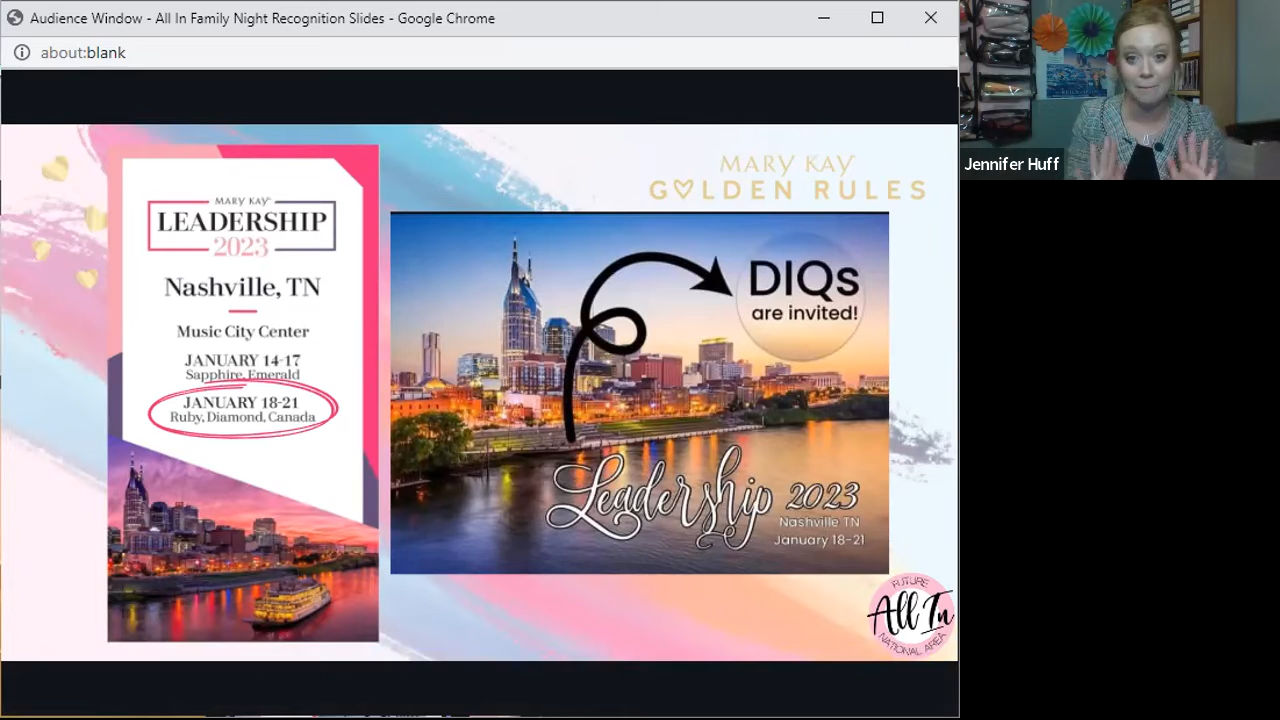 Audience Window - All In Family Night Recognition Slides - Google Chrome
about:blank
MARY KAY
LEADERSHIP
2023
Nashville, TN
Music City Center
JANUARY 14-17
Sapphire, Emerald
JANUARY 18-21
Ruby, Diamond, Canada
MARY KAY
GOLDEN RULES
DIQs
are invited!
Leadership 2023
Nashville TN
January 18-21
FUTURE
All In
NATIONAL AREA
Jennifer Huff